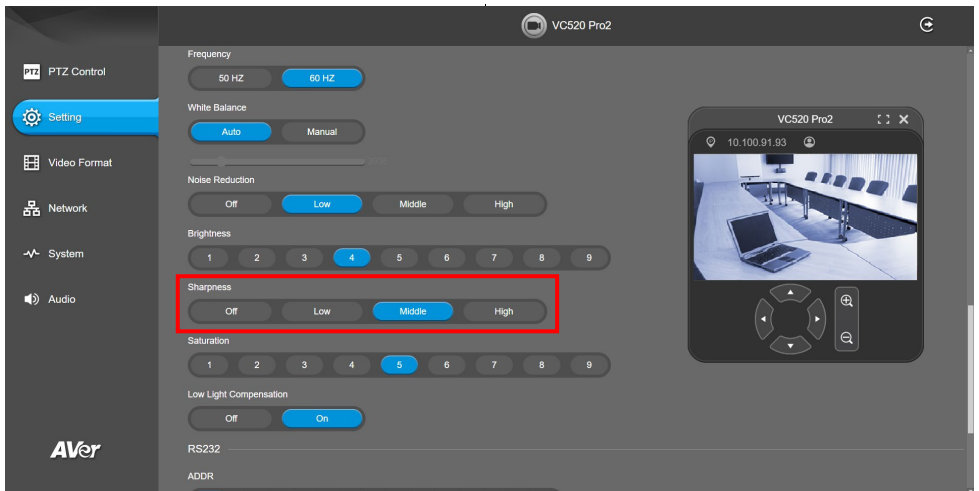 VC520 Pro2
PTZ PTZ Control
Setting
Video Format
Network
System
Audio
AVer
Frequency
50 HZ 60 HZ
White Balance
Auto Manual
Noise Reduction
Off Low Middle High
Brightness
1 2 3 4 5 6 7 8 9
Sharpness
Off Low Middle High
Saturation
1 2 3 4 5 6 7 8 9
Low Light Compensation
Off On
RS232
ADDR
VC520 Pro2
10.100.91.93